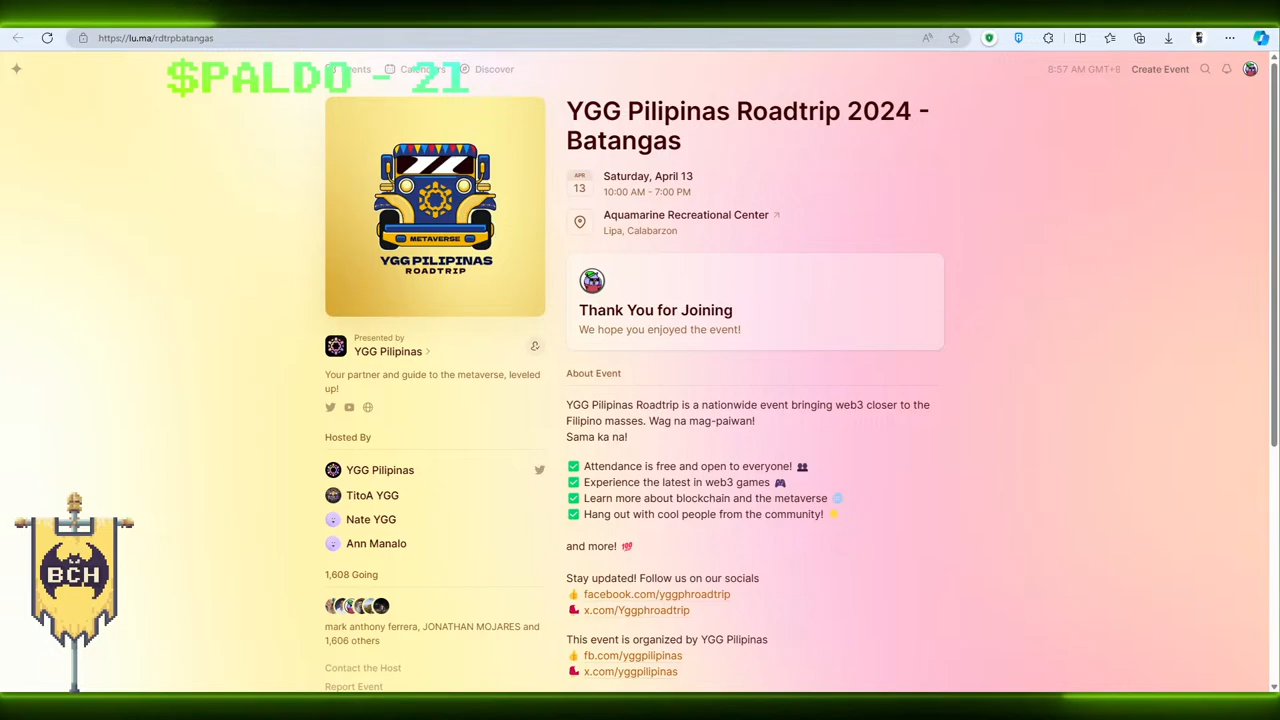 https://lu.ma/rdtrpbatangas
$PALDO - 21
Discover
8:57 AM GMT+8
Create Event
METAVERSE
YGG PILIPINAS
ROADTRIP
YGG Pilipinas Roadtrip 2024 -
Batangas
APR
13
Saturday, April 13
10:00 AM - 7:00 PM
Aquamarine Recreational Center
Lipa, Calabarzon
Thank You for Joining
We hope you enjoyed the event!
Presented by
YGG Pilipinas
Your partner and guide to the metaverse, leveled
up!
Hosted By
YGG Pilipinas
TitoA YGG
Nate YGG
Ann Manalo
1,608 Going
mark anthony ferrera, JONATHAN MOJARES and
1,606 others
Contact the Host
Report Event
About Event
YGG Pilipinas Roadtrip is a nationwide event bringing web3 closer to the
Filipino masses. Wag na mag-paiwan!
Sama ka na!
✅ Attendance is free and open to everyone! 👥
✅ Experience the latest in web3 games 🎮
✅ Learn more about blockchain and the metaverse
✅ Hang out with cool people from the community!
and more! 💯
Stay updated! Follow us on our socials
👍 facebook.com/yggphroadtrip
x.com/Yggphroadtrip
This event is organized by YGG Pilipinas
👍 fb.com/yggpilipinas
x.com/yggpilipinas
BCH